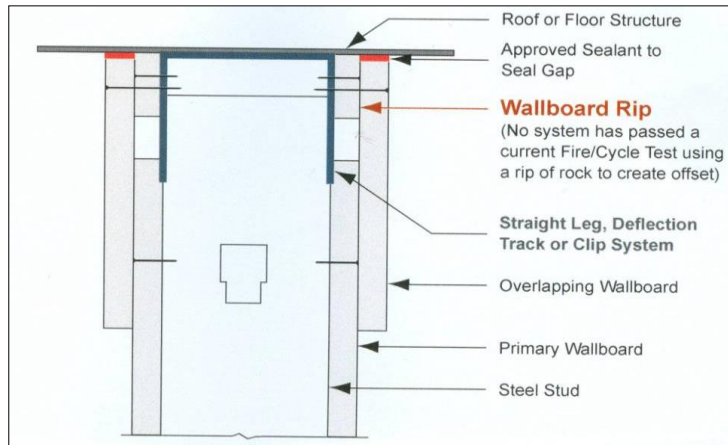 Roof or Floor Structure
Approved Sealant to
Seal Gap
Wallboard Rip
(No system has passed a
current Fire/Cycle Test using
a rip of rock to create offset)
Straight Leg, Deflection
Track or Clip System
Overlapping Wallboard
Primary Wallboard
Steel Stud